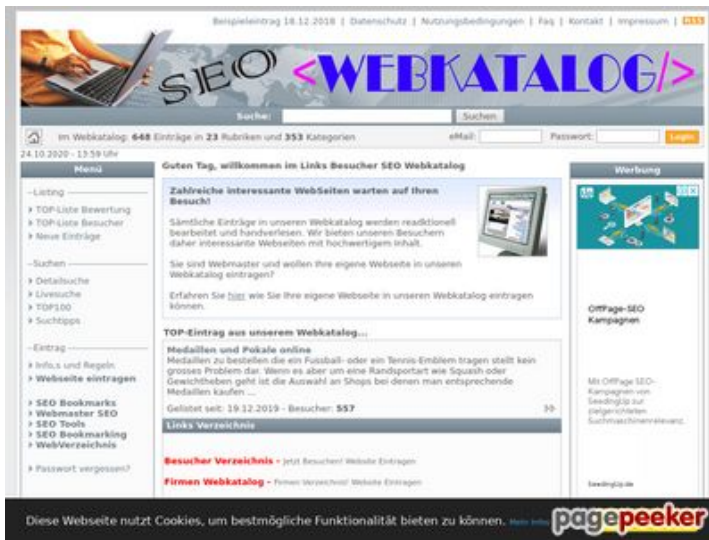 Beispieleintrag 18.12.2018 | Datenschutz | Nutzungsbedingungen | Faq | Kontakt | Impressum | RSS
SEO <WEBKATALOG/>
Suche: Suchen
Im Webkatalog: 648 Einträge in 23 Rubriken und 353 Kategorien eMail: Passwort: Login
24.10.2020 - 13:59 Uhr
Menü
-Listing
TOP-Liste Bewertung
TOP-Liste Besucher
Neue Einträge
-Suchen
Detailsuche
Livesuche
TOP100
Suchtipps
-Eintrag
Info.s und Regeln
Webseite eintragen
SEO Bookmarks
Webmaster SEO
SEO Tools
SEO Bookmarking
WebVerzeichnis
Passwort vergessen?
Guten Tag, willkommen im Links Besucher SEO Webkatalog
Zahlreiche interessante WebSeiten warten auf Ihren
Besuch!
Sämtliche Einträge in unseren Webkatalog werden readktionell
bearbeitet und handverlesen. Wir bieten unseren Besuchern
daher interessante Webseiten mit hochwertigem Inhalt.
Sie sind Webmaster und wollen Ihre eigene Webseite in unseren
Webkatalog eintragen?
Erfahren Sie hier wie Sie Ihre eigene Webseite in unseren Webkatalog eintragen
können.
TOP-Eintrag aus unserem Webkatalog...
Medaillen und Pokale online
Medaillen zu bestellen die ein Fussball- oder ein Tennis-Emblem tragen stellt kein
grosses Problem dar. Wenn es aber um eine Randsportart wie Squash oder
Gewichtheben geht ist die Auswahl an Shops bei denen man entsprechende
Medaillen kaufen ...
Gelistet seit: 19.12.2019 - Besucher: 557
Links Verzeichnis
Besucher Verzeichnis - Jetzt Besuchen! Website Eintragen
Firmen Webkatalog - Firmen Verzeichnis! Website Eintragen
Werbung
OffPage-SEO
Kampagnen
Mit OffPage SEO-
Kampagnen von
SeedingUp zur
zielgerichteten
Suchmaschinenrelevanz.
SeedingUp.de
Diese Webseite nutzt Cookies, um bestmögliche Funktionalität bieten zu können.
pagepeeker